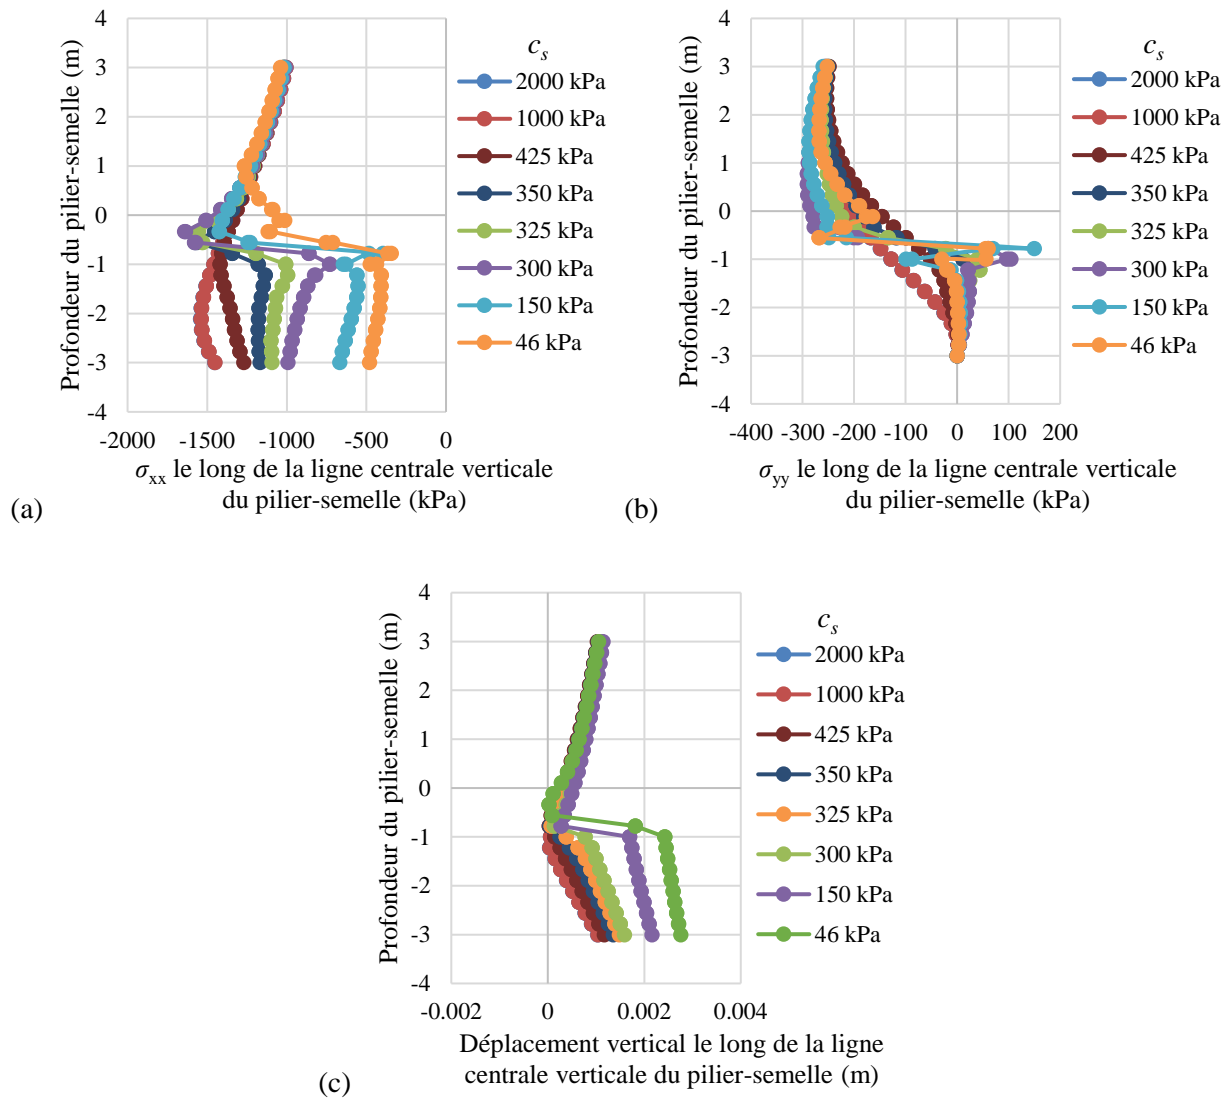 4
3
2
1
0
-1
-2
-3
-4
-2000 -1500 -1000 -500 0
Profondeur du pilier-semelle (m)
σxx le long de la ligne centrale verticale
du pilier-semelle (kPa)
(a)
cs
2000 kPa
1000 kPa
425 kPa
350 kPa
325 kPa
300 kPa
150 kPa
46 kPa
4
3
2
1
0
-1
-2
-3
-4
-400 -300 -200 -100 0 100 200
Profondeur du pilier-semelle (m)
σyy le long de la ligne centrale verticale
du pilier-semelle (kPa)
(b)
cs
2000 kPa
1000 kPa
425 kPa
350 kPa
325 kPa
300 kPa
150 kPa
46 kPa
4
3
2
1
0
-1
-2
-3
-4
-0.002 0 0.002 0.004
Profondeur du pilier-semelle (m)
Déplacement vertical le long de la ligne
centrale verticale du pilier-semelle (m)
(c)
cs
2000 kPa
1000 kPa
425 kPa
350 kPa
325 kPa
300 kPa
150 kPa
46 kPa